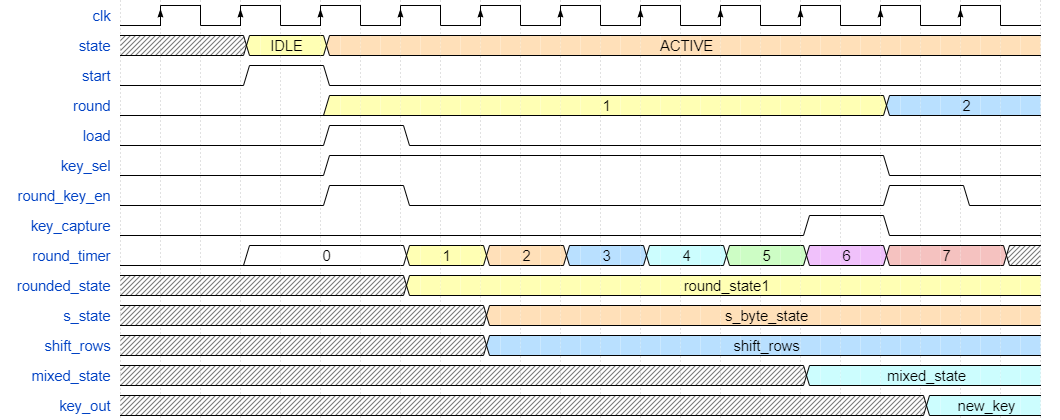 clk
state IDLE ACTIVE
start
round 1 2
load
key_sel
round_key_en
key_capture
round_timer 0 1 2 3 4 5 6 7
rounded_state round_state1
s_state s_byte_state
shift_rows shift_rows
mixed_state mixed_state
key_out new_key